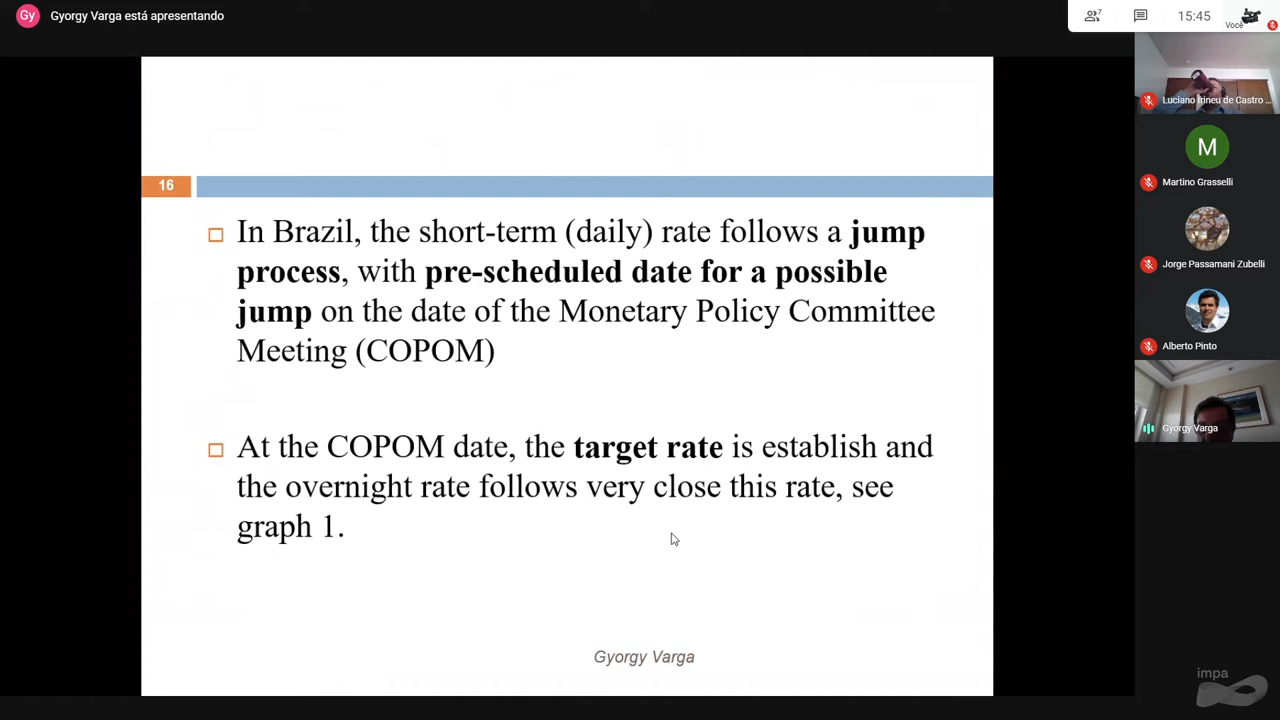 Gy
Gyorgy Varga está apresentando
7
15:45
Você
Luciano Irineu de Castro ...
M
Martino Grasselli
Jorge Passamani Zubelli
Alberto Pinto
Gyorgy Varga
16
In Brazil, the short-term (daily) rate follows a jump
process, with pre-scheduled date for a possible
jump on the date of the Monetary Policy Committee
Meeting (COPOM)
At the COPOM date, the target rate is establish and
the overnight rate follows very close this rate, see
graph 1.
Gyorgy Varga
impa